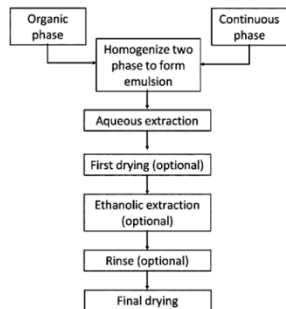 Organic
phase
Continuous
phase
Homogenize two
phase to form
emulsion
Aqueous extraction
First drying (optional)
Ethanolic extraction
(optional)
Rinse (optional)
Final drying